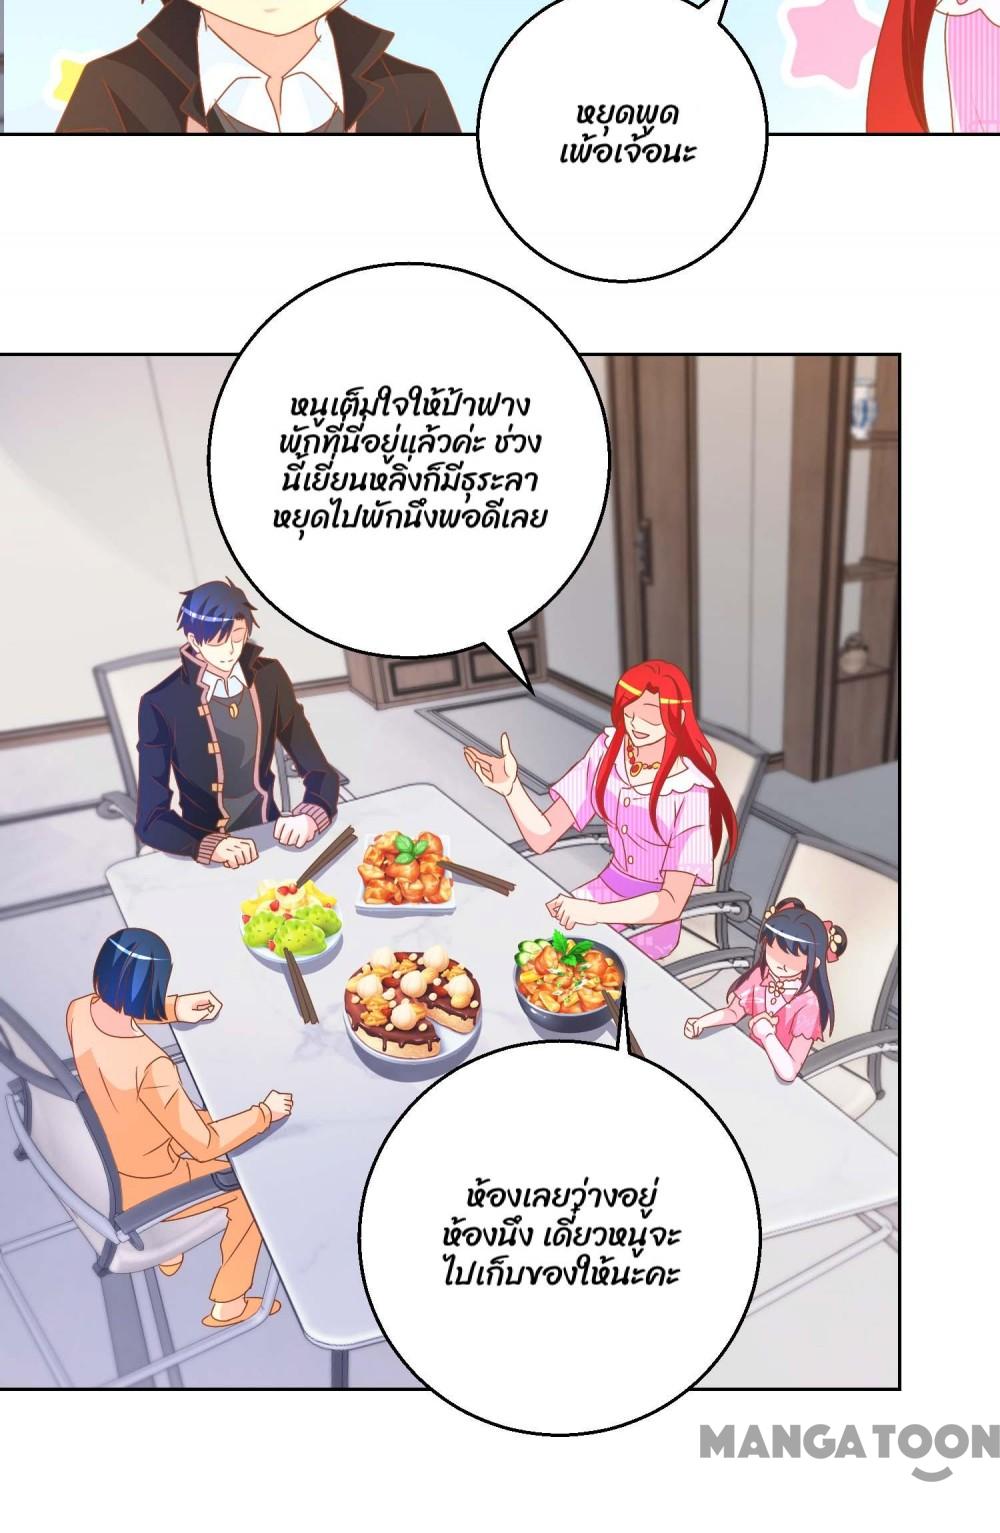 หยุดพูด
เพ้อเจ้อนะ
หนูเต็มใจให้ป้าฟาง
พักที่นี่อยู่แล้วค่ะ ช่วง
นี้เยี่ยนหลิ่งก็มีธุระลา
หยุดไปพักนึงพอดีเลย
ห้องเลยว่างอยู่
ห้องนึง เดี๋ยวหนูจะ
ไปเก็บของให้นะคะ
MANGATOON